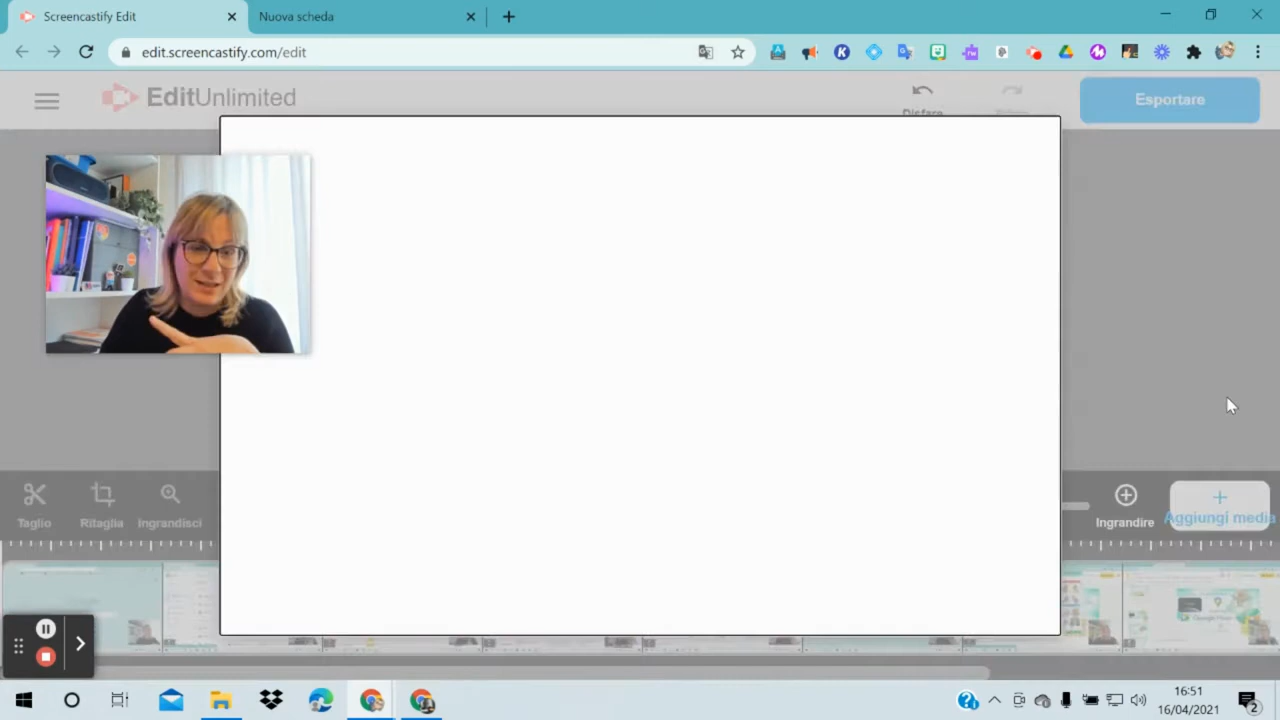 Screencastify Edit
Nuova scheda
edit.screencastify.com/edit
EditUnlimited
Disfare
Esportare
Taglio
Ritaglia
Ingrandisci
Ingrandire
Aggiungi media
16:51
16/04/2021
2